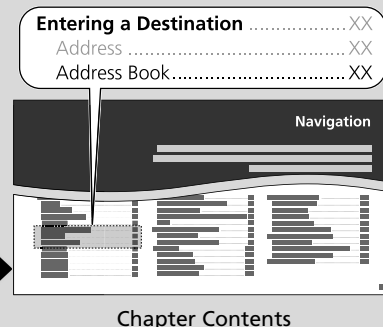 Entering a Destination ................. XX
Address ....................................... XX
Address Book ............................... XX
Navigation
Chapter Contents